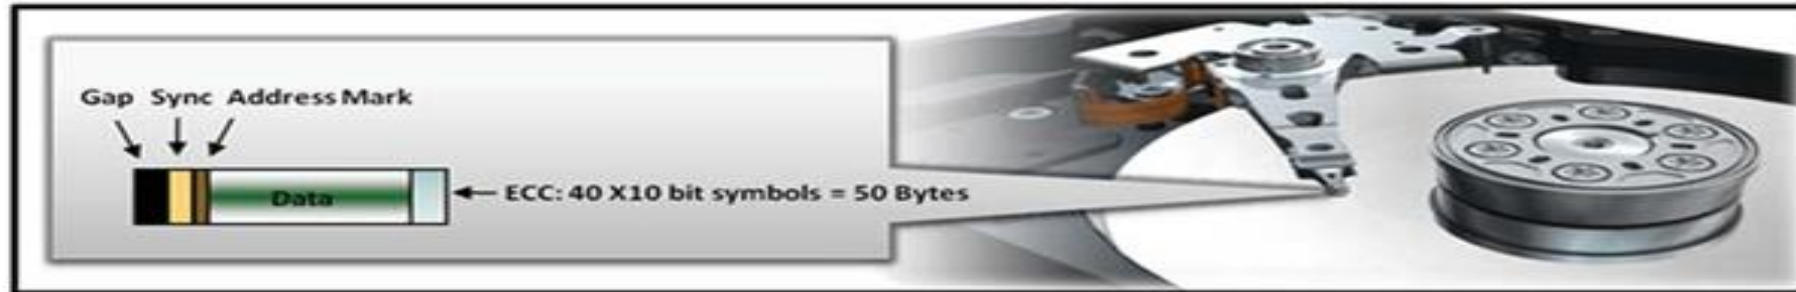 Gap Sync Address Mark
Data
ECC: 40 X10 bit symbols = 50 Bytes